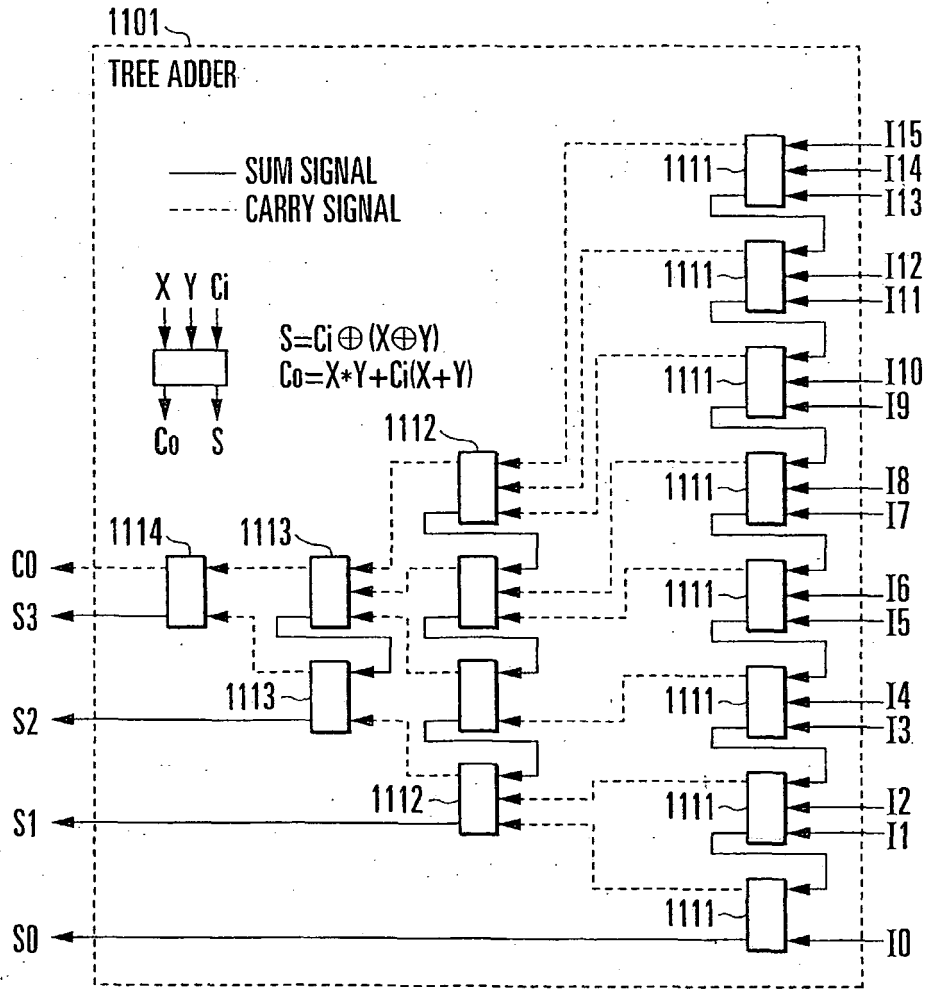 1101
TREE ADDER
SUM SIGNAL
CARRY SIGNAL
X Y Ci
Co S
S=Ci⊕(X⊕Y)
Co=X*Y+Ci(X+Y)
1111
I15
I14
I13
1111
I12
I11
1111
I10
I9
1112
1111
I8
I7
1114
1113
1111
C0
S3
I6
I5
1113
1111
S2
I4
I3
1112
1111
S1
I2
I1
1111
S0
I0